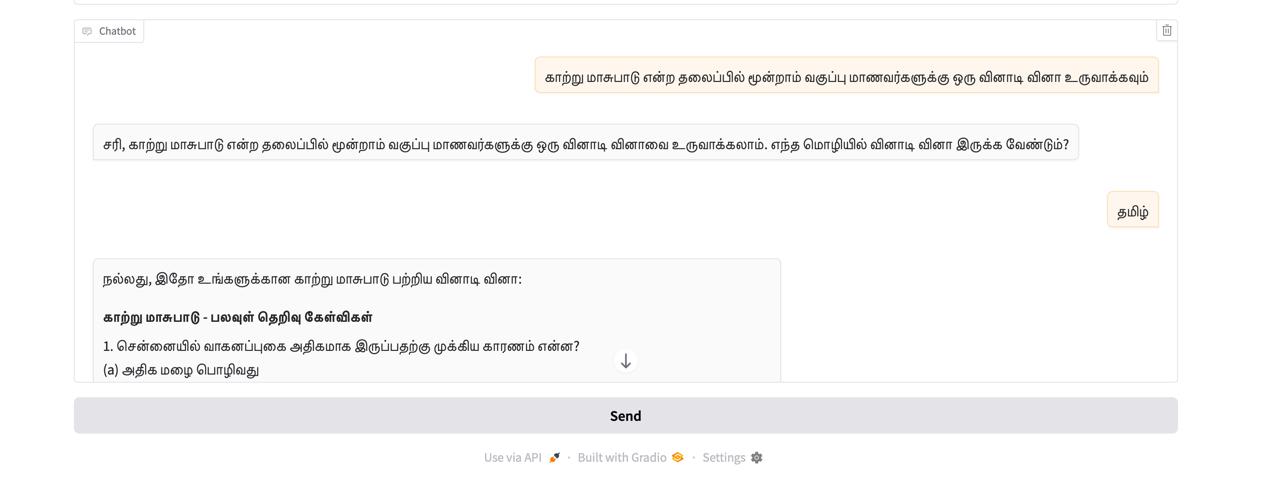 Chatbot
காற்று மாசுபாடு என்ற தலைப்பில் மூன்றாம் வகுப்பு மாணவர்களுக்கு ஒரு வினாடி வினா உருவாக்கவும்
சரி, காற்று மாசுபாடு என்ற தலைப்பில் மூன்றாம் வகுப்பு மாணவர்களுக்கு ஒரு வினாடி வினாவை உருவாக்கலாம். எந்த மொழியில் வினாடி வினா இருக்க வேண்டும்?
தமிழ்
நல்லது, இதோ உங்களுக்கான காற்று மாசுபாடு பற்றிய வினாடி வினா:
காற்று மாசுபாடு - பலவுள் தெறிவு கேள்விகள்
1. சென்னையில் வாகனப்புகை அதிகமாக இருப்பதற்கு முக்கிய காரணம் என்ன?
(a) அதிக மழை பொழிவது
Send
Use via API · Built with Gradio · Settings